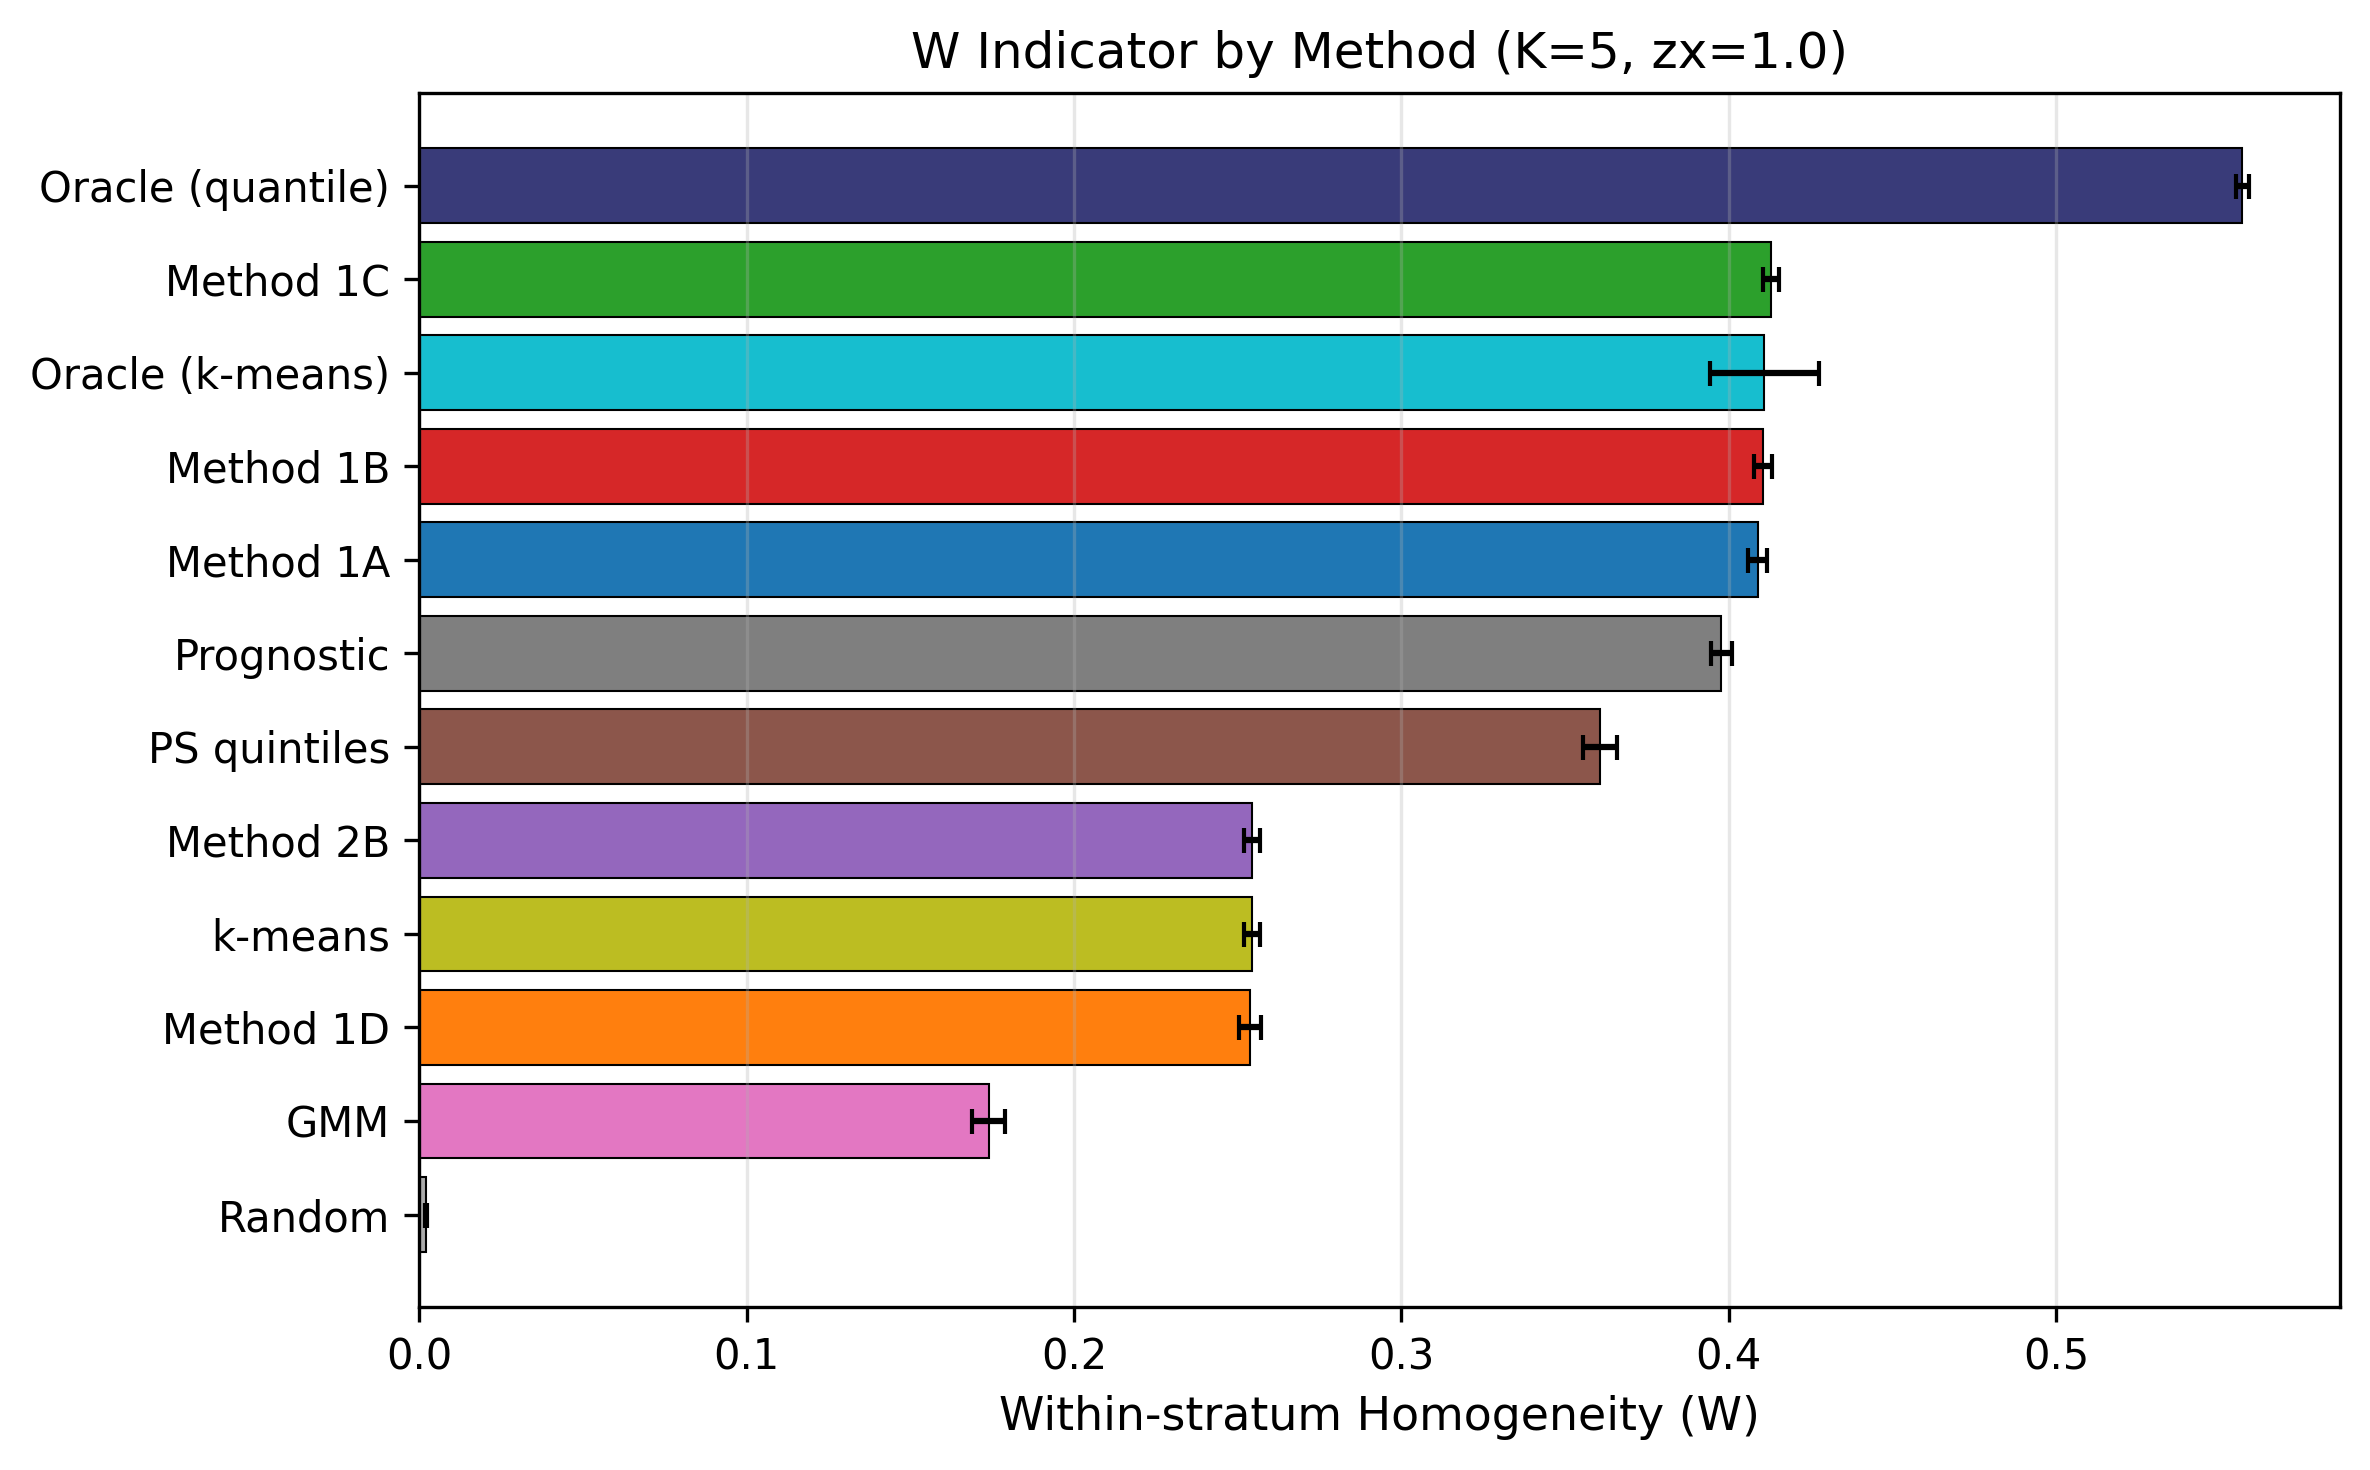 W Indicator by Method (K=5, zx=1.0)
Oracle (quantile)
Method 1C
Oracle (k-means)
Method 1B
Method 1A
Prognostic
PS quintiles
Method 2B
k-means
Method 1D
GMM
Random
0.0 0.1 0.2 0.3 0.4 0.5
Within-stratum Homogeneity (W)